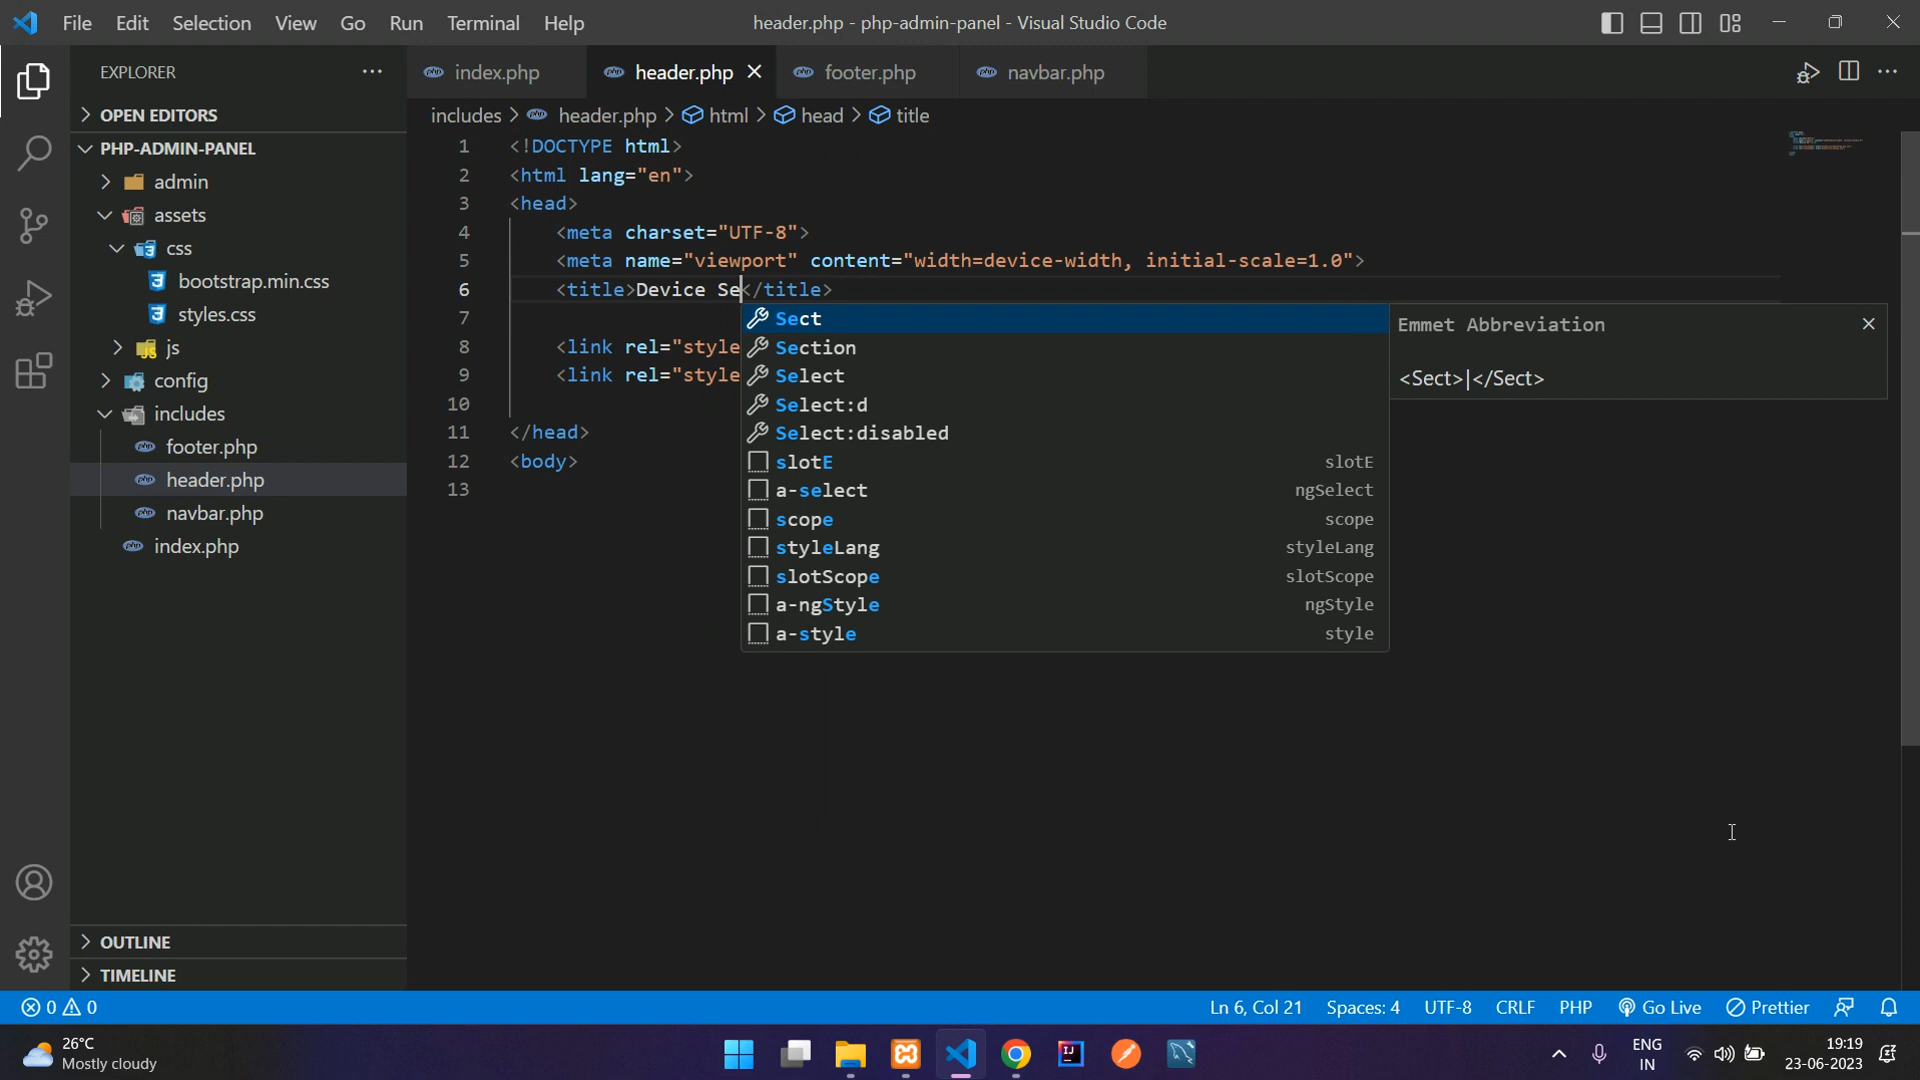 File Edit Selection View Go Run Terminal Help
header.php - php-admin-panel - Visual Studio Code
EXPLORER
OPEN EDITORS
PHP-ADMIN-PANEL
admin
assets
css
bootstrap.min.css
styles.css
js
config
includes
footer.php
header.php
navbar.php
index.php
OUTLINE
TIMELINE
index.php header.php footer.php navbar.php
includes > header.php > html > head > title
1 <!DOCTYPE html>
2 <html lang="en">
3 <head>
4 <meta charset="UTF-8">
5 <meta name="viewport" content="width=device-width, initial-scale=1.0">
6 <title>Device Se</title>
7
8 <link rel="style
9 <link rel="style
10
11 </head>
12 <body>
13
Sect
Section
Select
Select:d
Select:disabled
slotE slotE
a-select ngSelect
scope scope
styleLang styleLang
slotScope slotScope
a-ngStyle ngStyle
a-style style
Emmet Abbreviation
<Sect>|</Sect>
0 0
Ln 6, Col 21 Spaces: 4 UTF-8 CRLF PHP Go Live Prettier
26°C
Mostly cloudy
ENG
IN
19:19
23-06-2023